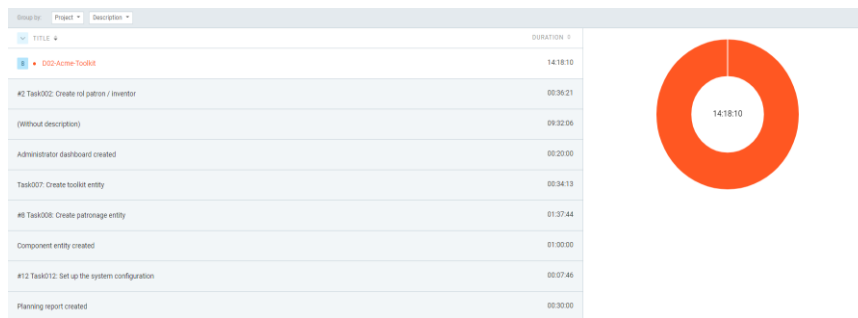 Group by: Project Description
TITLE DURATION
8 D02-Acme-Toolkit 14:18:10
#2 Task002: Create rol patron / Inventor 00:36:21
(Without description) 09:32:06
Administrator dashboard created 00:20:00
Task007: Create toolkit entity 00:34:13
#8 Task008: Create patronage entity 01:37:44
Component entity created 01:00:00
#12 Task012: Set up the system configuration 00:07:46
Planning report created 00:30:00
14:18:10